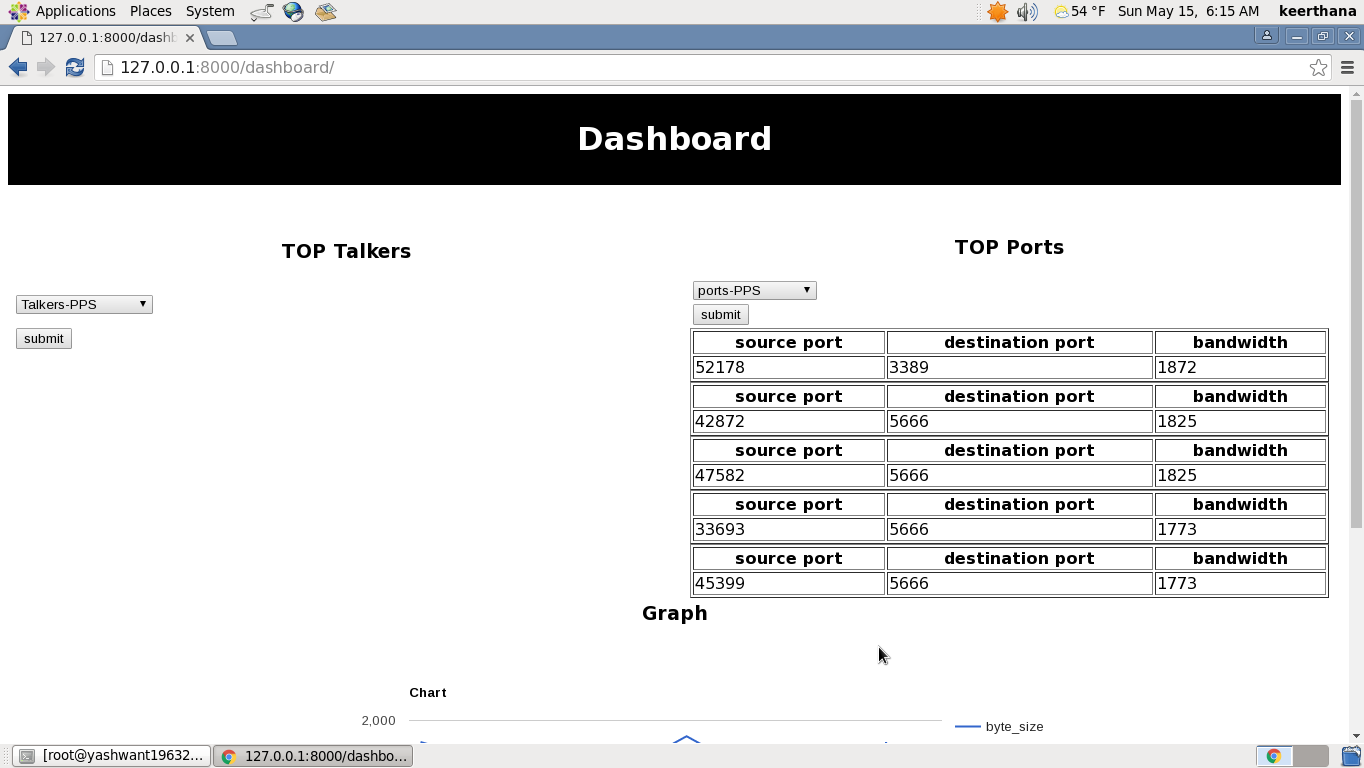 Applications Places System 54 °F Sun May 15, 6:15 AM keerthana
127.0.0.1:8000/dashb
127.0.0.1:8000/dashboard/
Dashboard
TOP Talkers
Talkers-PPS
submit
TOP Ports
ports-PPS
submit
source port destination port bandwidth
52178 3389 1872
source port destination port bandwidth
42872 5666 1825
source port destination port bandwidth
47582 5666 1825
source port destination port bandwidth
33693 5666 1773
source port destination port bandwidth
45399 5666 1773
Graph
Chart
2,000
byte_size
[root@yashwant19632... 127.0.0.1:8000/dashbo...